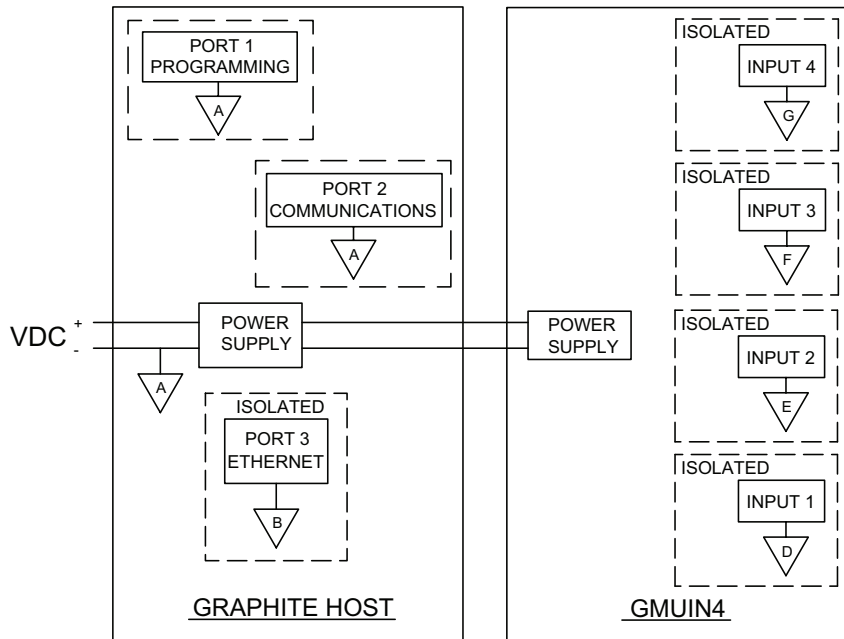 PORT 1
PROGRAMMING
A
PORT 2
COMMUNICATIONS
A
VDC
+
-
A
POWER
SUPPLY
ISOLATED
PORT 3
ETHERNET
B
GRAPHITE HOST
ISOLATED
INPUT 4
G
ISOLATED
INPUT 3
F
POWER
SUPPLY
ISOLATED
INPUT 2
E
ISOLATED
INPUT 1
D
GMUIN4